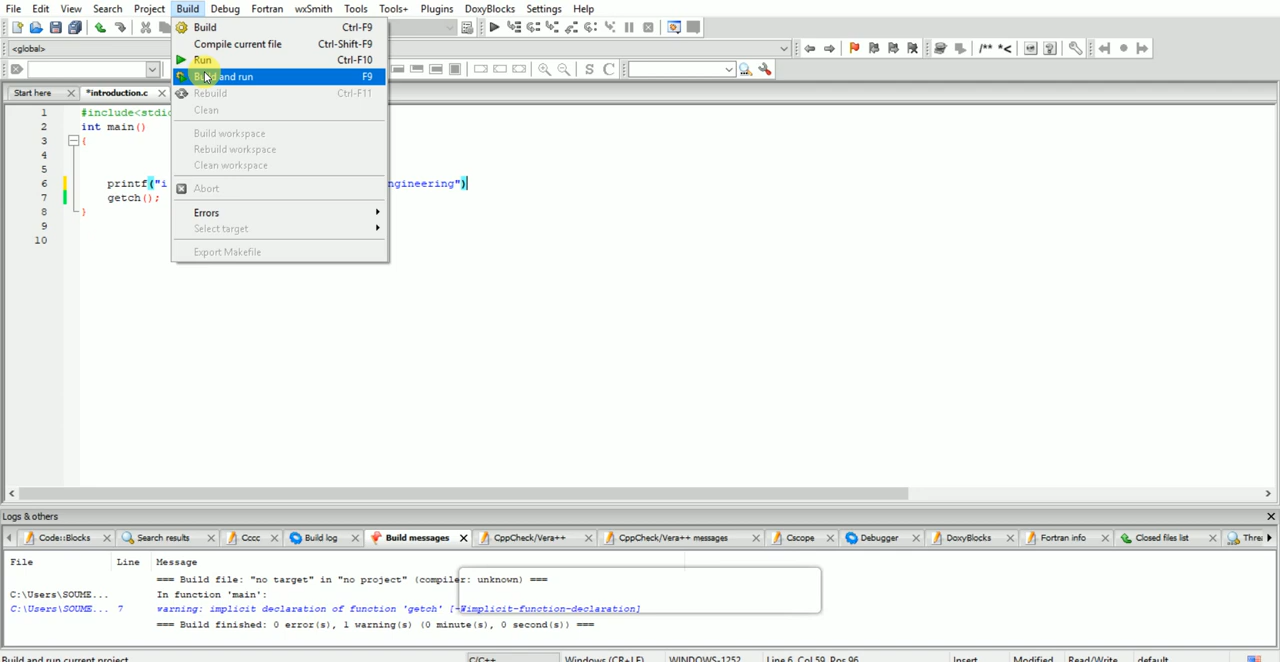 File Edit View Search Project Build Debug Fortran wxSmith Tools Tools+ Plugins DoxyBlocks Settings Help
<global>
Build Ctrl-F9
Compile current file Ctrl-Shift-F9
Run Ctrl-F10
Build and run F9
Rebuild Ctrl-F11
Clean
Build workspace
Rebuild workspace
Clean workspace
Abort
Errors
Select target
Export Makefile
Start here *introduction.c
1 #include<stdio
2 int main()
3 {
4
5
6 printf("i ngineering")
7 getch();
8 }
9
10
Logs & others
Code::Blocks Search results Cccc Build log Build messages CppCheck/Vera++ CppCheck/Vera++ messages Cscope Debugger DoxyBlocks Fortran info Closed files list Thre
File Line Message
=== Build file: "no target" in "no project" (compiler: unknown) ===
C:\Users\SOUME... In function 'main':
C:\Users\SOUME... 7 warning: implicit declaration of function 'getch' [-Wimplicit-function-declaration]
=== Build finished: 0 error(s), 1 warning(s) (0 minute(s), 0 second(s)) ===
Build and run current project C/C++ Windows (CR+LF) WINDOWS-1252 Line 6, Col 59, Pos 96 Insert Modified Read/Write default